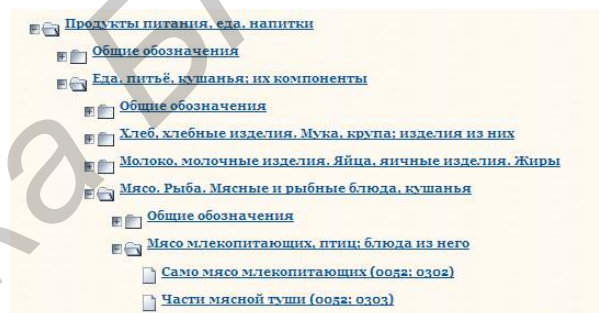 Продукты питания, еда, напитки
Общие обозначения
Еда, питьё, кушанья; их компоненты
Общие обозначения
Хлеб, хлебные изделия. Мука, крупа; изделия из них
Молоко, молочные изделия. Яйца, яичные изделия. Жиры
Мясо. Рыба. Мясные и рыбные блюда, кушанья
Общие обозначения
Мясо млекопитающих, птиц; блюда из него
Само мясо млекопитающих (0052; 0302)
Части мясной туши (0052; 0303)